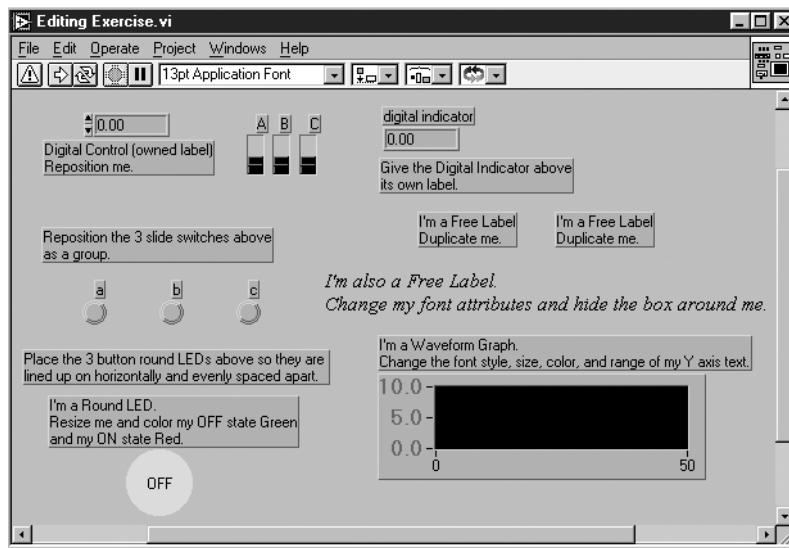 Editing Exercise.vi
File Edit Operate Project Windows Help
13pt Application Font
0.00
Digital Control (owned label)
Reposition me.
A B C
digital indicator
0.00
Give the Digital Indicator above
its own label.
Reposition the 3 slide switches above
as a group.
I'm a Free Label
Duplicate me.
I'm a Free Label
Duplicate me.
a b c
I'm also a Free Label.
Change my font attributes and hide the box around me.
Place the 3 button round LEDs above so they are
lined up on horizontally and evenly spaced apart.
I'm a Waveform Graph.
Change the font style, size, color, and range of my Y axis text.
10.0
5.0
0.0
0 50
I'm a Round LED.
Resize me and color my OFF state Green
and my ON state Red.
OFF